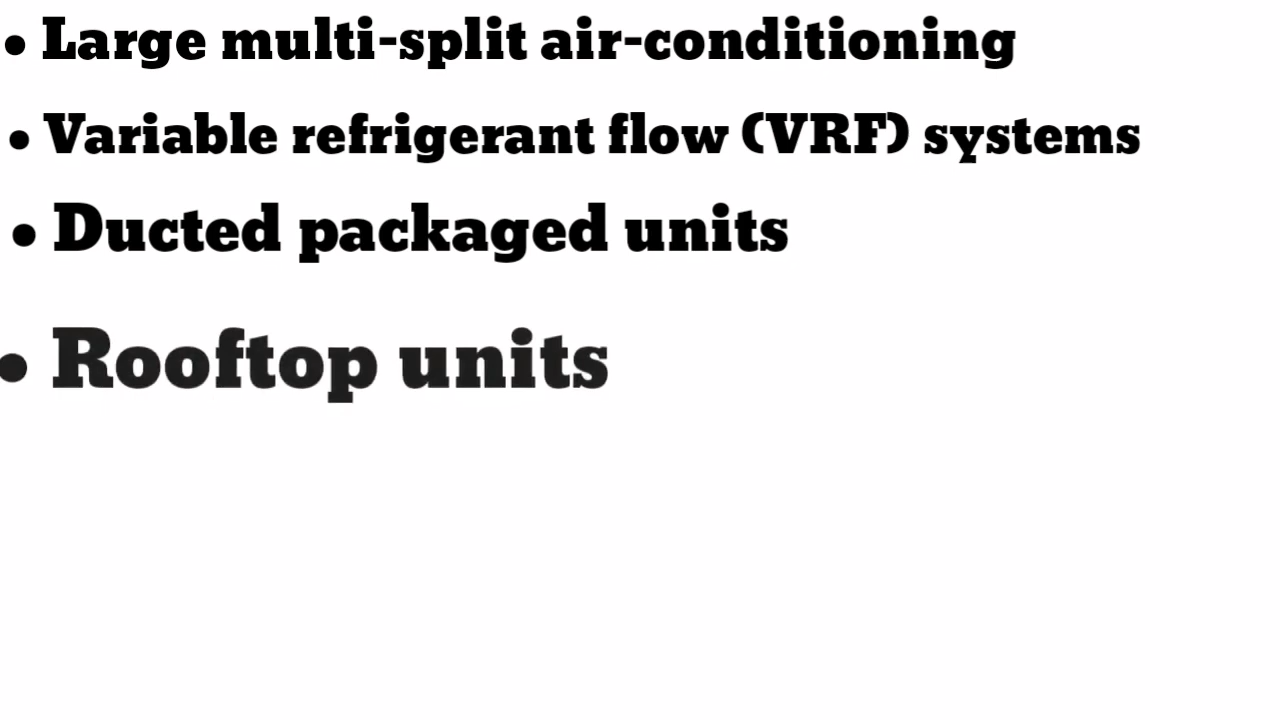 • Large multi-split air-conditioning
• Variable refrigerant flow (VRF) systems
• Ducted packaged units
• Rooftop units